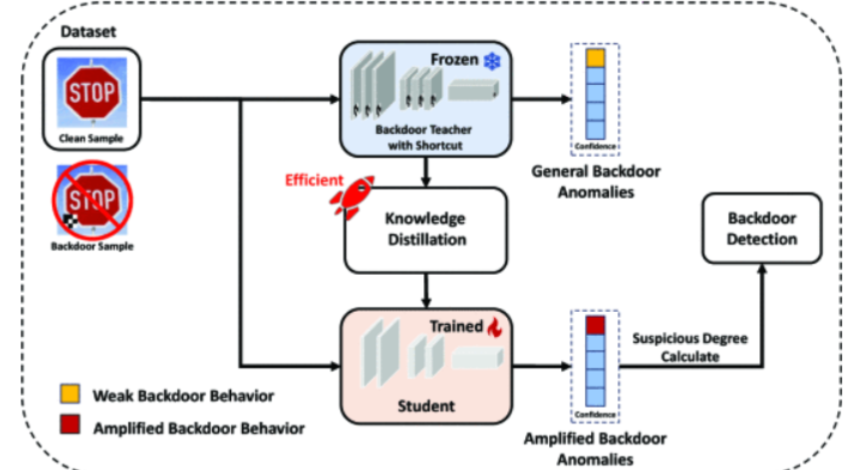 Dataset
STOP
Clean Sample
STOP
Backdoor Sample
Frozen
Backdoor Teacher
with Shortcut
Confidence
General Backdoor
Anomalies
Efficient
Knowledge
Distillation
Backdoor
Detection
Trained
Student
Confidence
Suspicious Degree
Calculate
Amplified Backdoor
Anomalies
Weak Backdoor Behavior
Amplified Backdoor Behavior